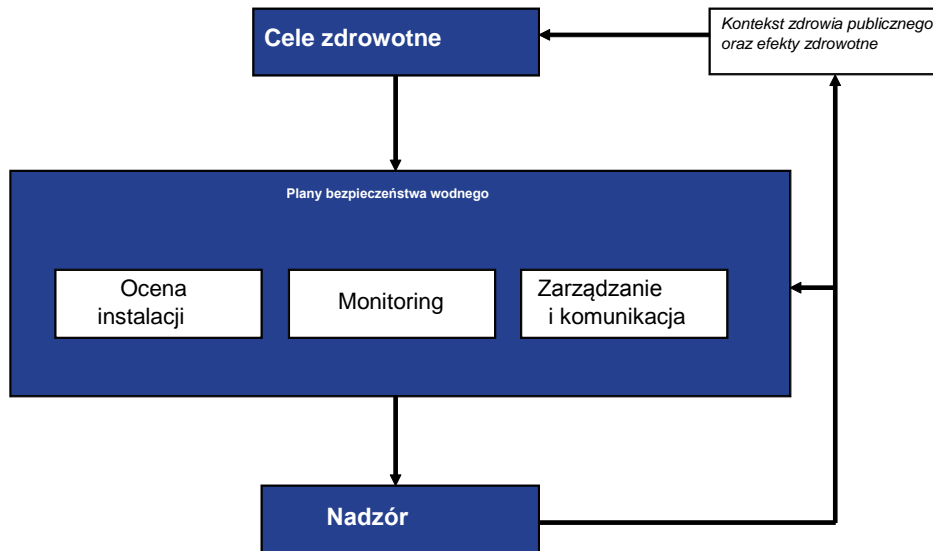 Cele zdrowotne
Kontekst zdrowia publicznego
oraz efekty zdrowotne
Plany bezpieczeństwa wodnego
Ocena
instalacji
Monitoring
Zarządzanie
i komunikacja
Nadzór